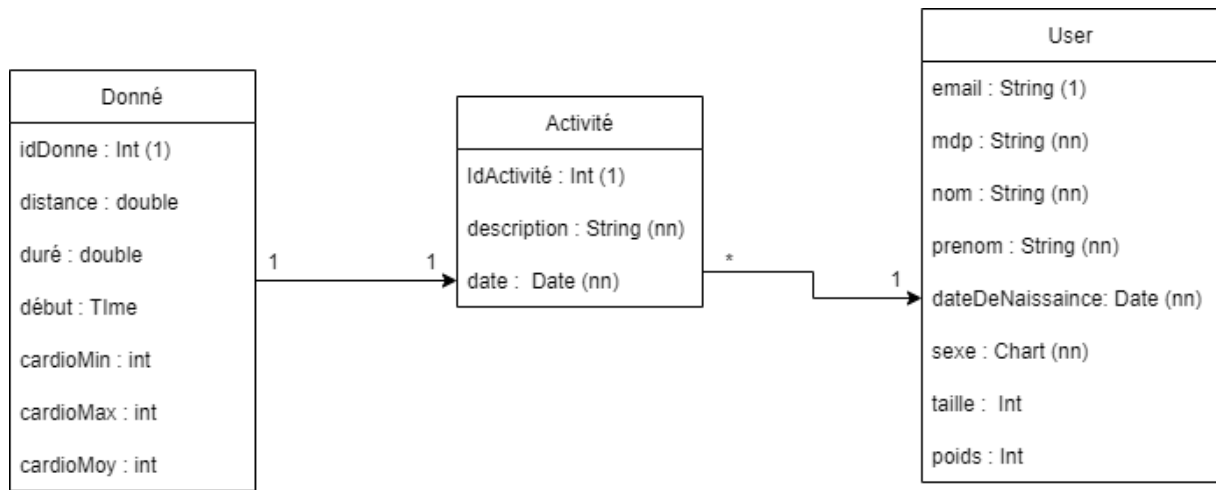 Donné
idDonne : Int (1)
distance : double
duré : double
début : TIme
cardioMin : int
cardioMax : int
cardioMoy : int
1
1
Activité
IdActivité : Int (1)
description : String (nn)
date :  Date (nn)
*
1
User
email : String (1)
mdp : String (nn)
nom : String (nn)
prenom : String (nn)
dateDeNaissaince: Date (nn)
sexe : Chart (nn)
taille :  Int
poids : Int